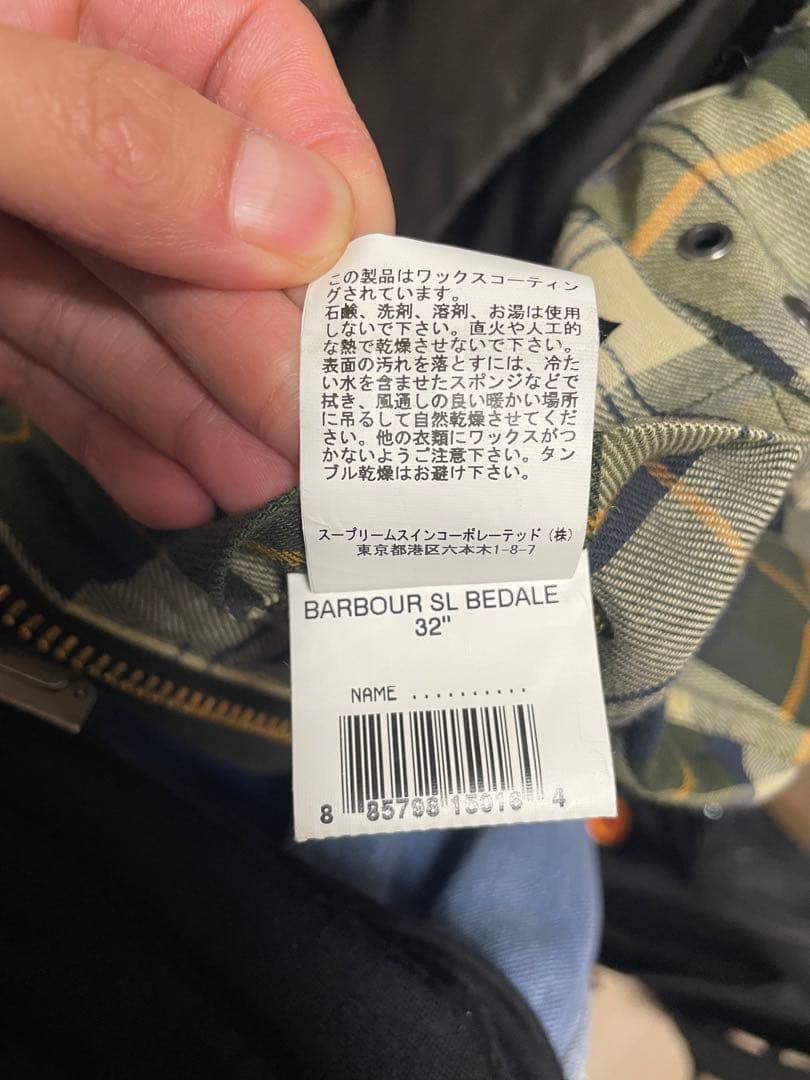 この製品はワックスコーティン
グされています。
石鹸、洗剤、溶剤、お湯は使用
しないで下さい。直火や人工的
な熱で乾燥させないで下さい。
表面の汚れを落とすには、冷た
い水を含ませたスポンジなどで
拭き、風通しの良い暖かい場所
に吊るして自然乾燥させてくだ
さい。他の衣類にワックスがつ
かないようご注意下さい。タン
ブル乾燥はお避け下さい。
スープリームスインコーポレーテッド（株）
東京都港区六本木1-8-7
BARBOUR SL BEDALE
32"
NAME ..........
8 85798 15016 4